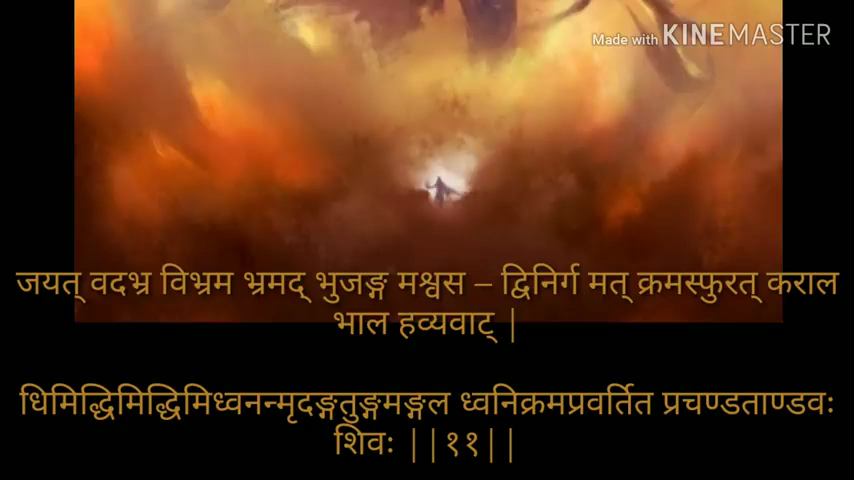 Made with KINEMASTER
जयत् वदभ्र विभ्रम भ्रमद् भुजङ्ग मश्वस – द्विनिर्ग मत् क्रमस्फुरत् कराल
भाल हव्यवाट् |
धिमिद्धिमिद्धिमिध्वनन्मृदङ्गतुङ्गमङ्गल ध्वनिक्रमप्रवर्तित प्रचण्डताण्डवः
शिवः ||११||